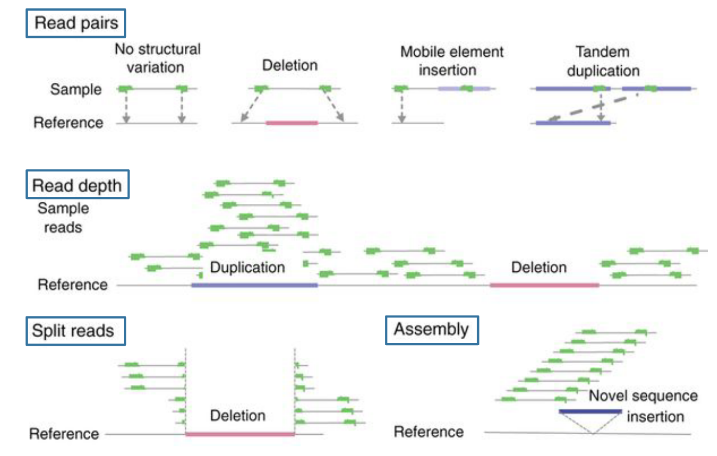 Read pairs
No structural
variation
Deletion
Mobile element
insertion
Tandem
duplication
Sample
Reference
Read depth
Sample
reads
Duplication
Deletion
Reference
Split reads
Deletion
Reference
Assembly
Novel sequence
insertion
Reference